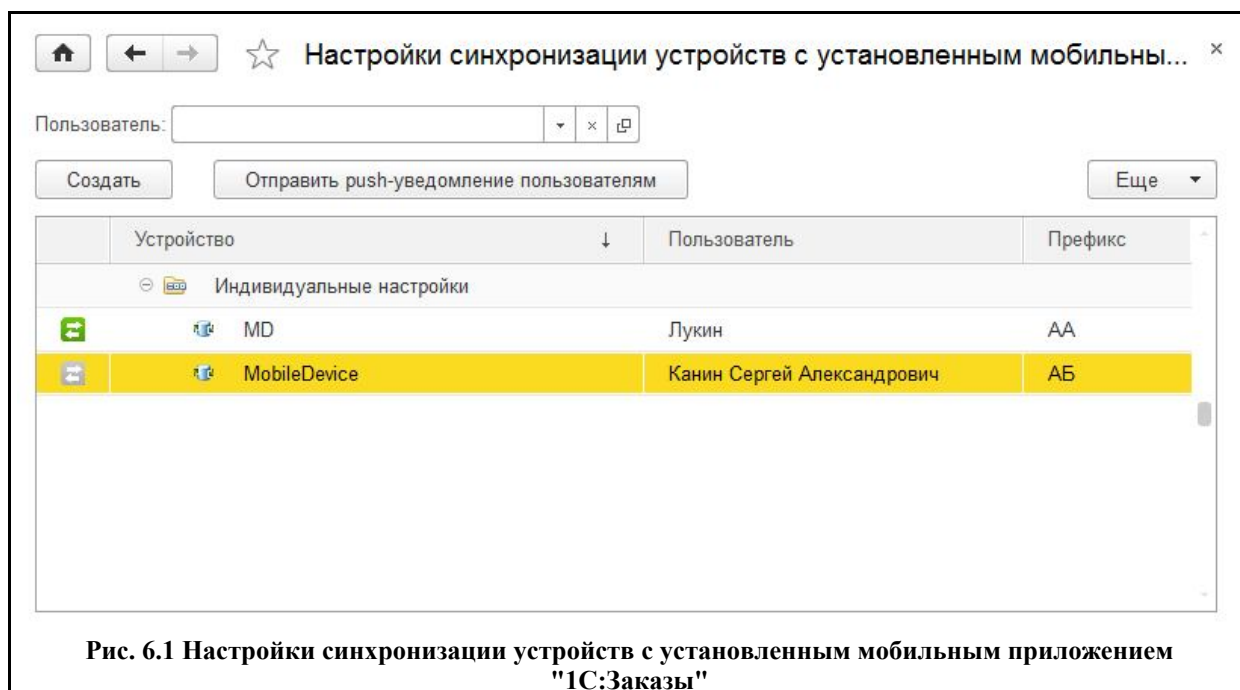 Настройки синхронизации устройств с установленным мобильны...
Пользователь:
Создать Отправить push-уведомление пользователям Еще
Устройство Пользователь Префикс
Индивидуальные настройки
MD Лукин АА
MobileDevice Канин Сергей Александрович АБ
Рис. 6.1 Настройки синхронизации устройств с установленным мобильным приложением
"1С:Заказы"